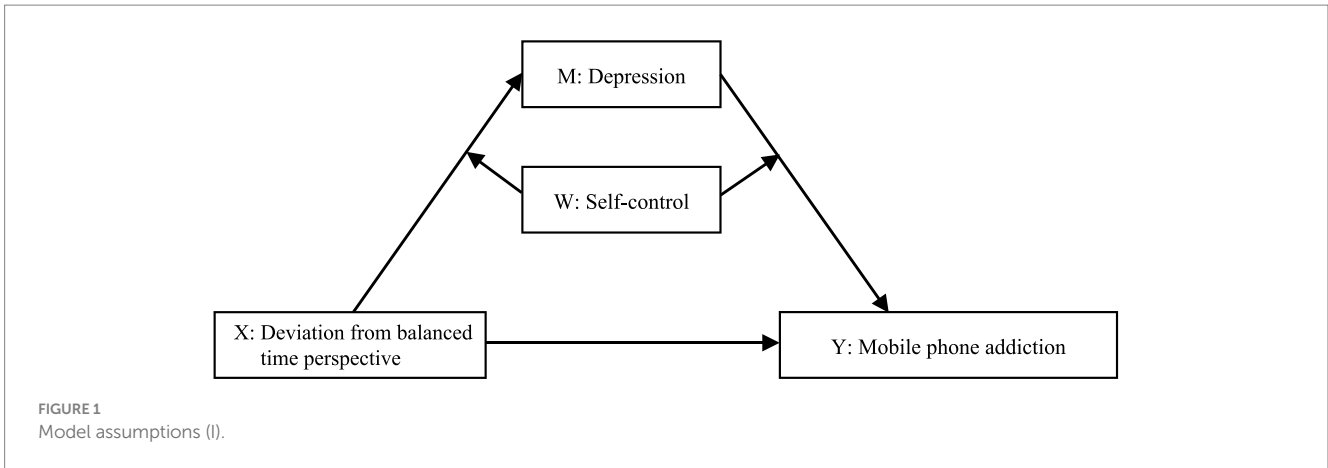 M: Depression
W: Self-control
X: Deviation from balanced
time perspective
Y: Mobile phone addiction
FIGURE 1
Model assumptions (I).